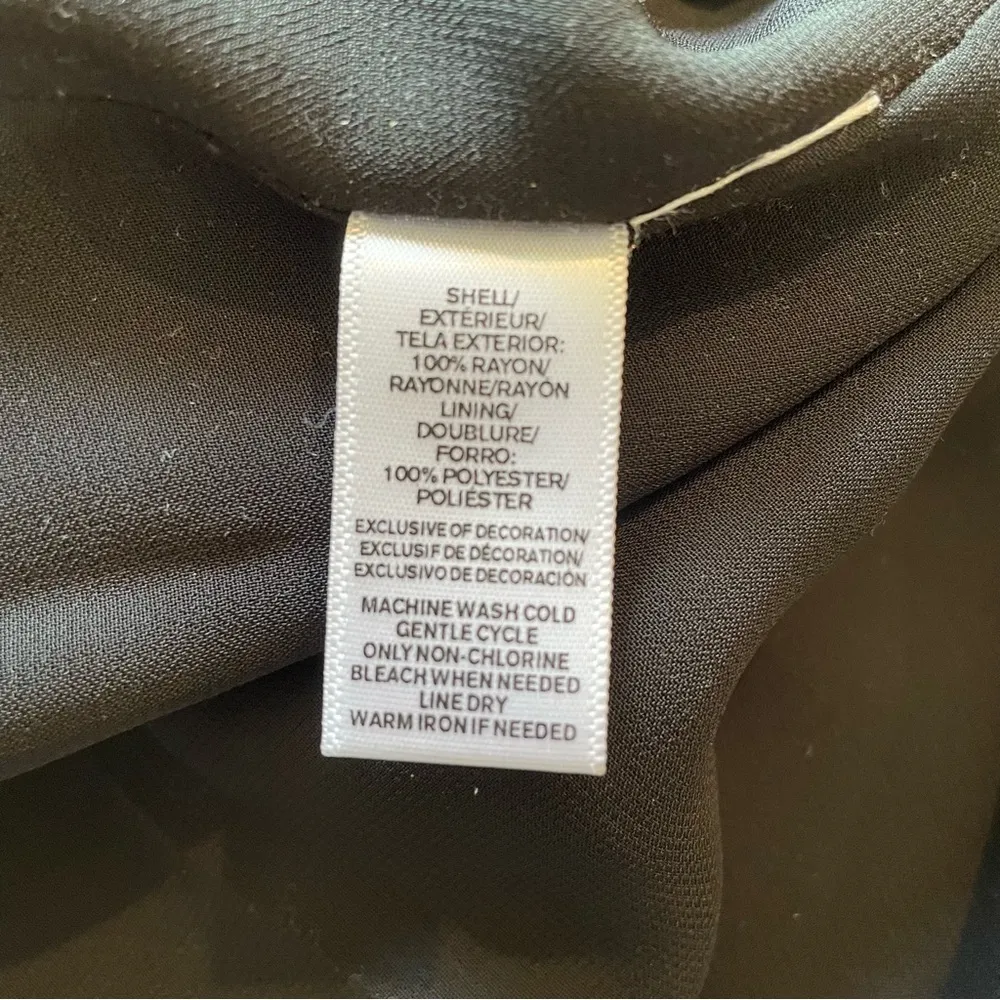 SHELL/
EXTÉRIEUR/
TELA EXTERIOR:
100% RAYON/
RAYONNE/RAYÓN
LINING/
DOUBLURE/
FORRO:
100% POLYESTER/
POLIÉSTER
EXCLUSIVE OF DECORATION/
EXCLUSIF DE DÉCORATION/
EXCLUSIVO DE DECORACIÓN
MACHINE WASH COLD
GENTLE CYCLE
ONLY NON-CHLORINE
BLEACH WHEN NEEDED
LINE DRY
WARM IRON IF NEEDED